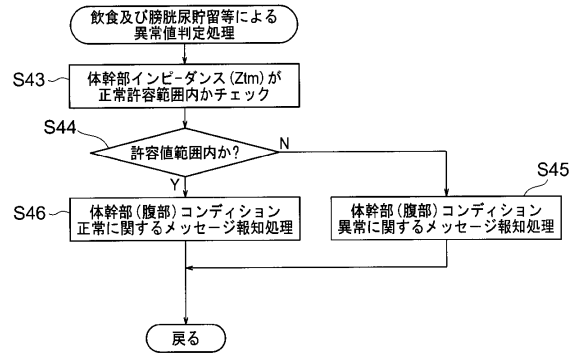 飲食及び膀胱尿貯留等による
異常値判定処理
S43
体幹部インピーダンス(Ztm)が
正常許容範囲内かチェック
S44
許容値範囲内か?
N
Y
S45
S46
体幹部(腹部)コンディション
正常に関するメッセージ報知処理
体幹部(腹部)コンディション
異常に関するメッセージ報知処理
戻る